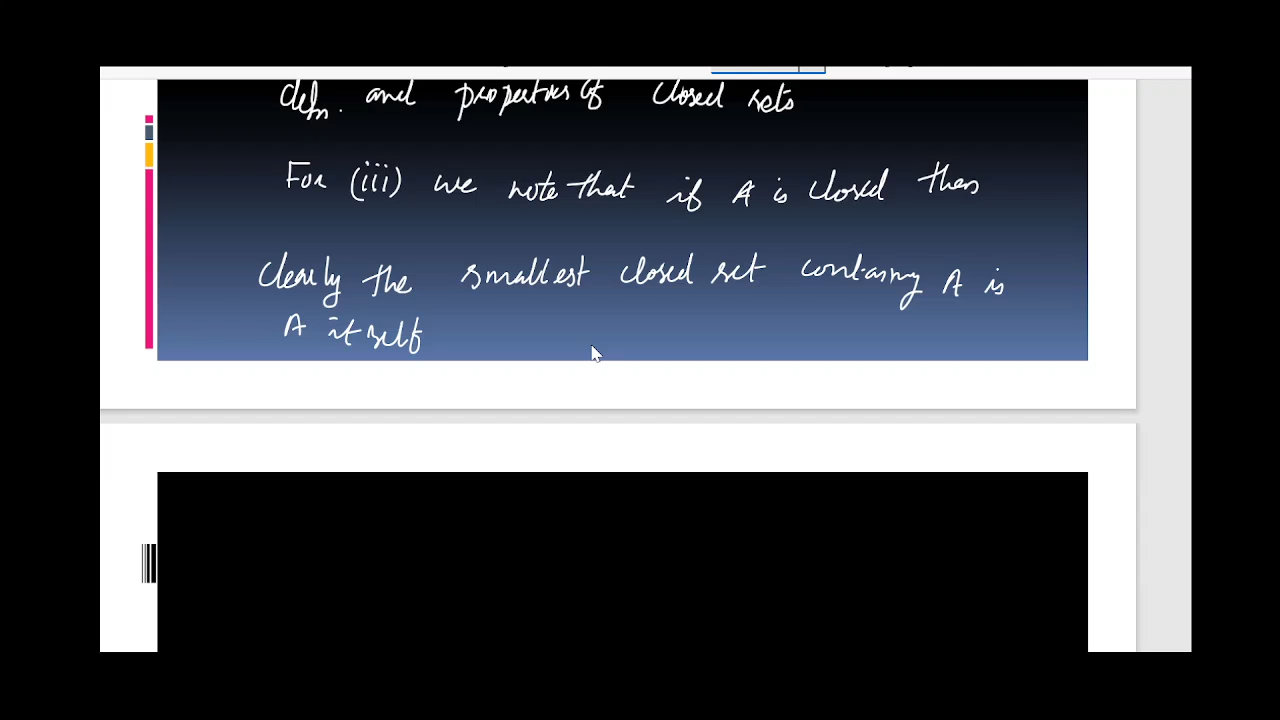 defn. and properties of closed sets
For (iii) we note that if A is closed then
clearly the smallest closed set containing A is
A itself